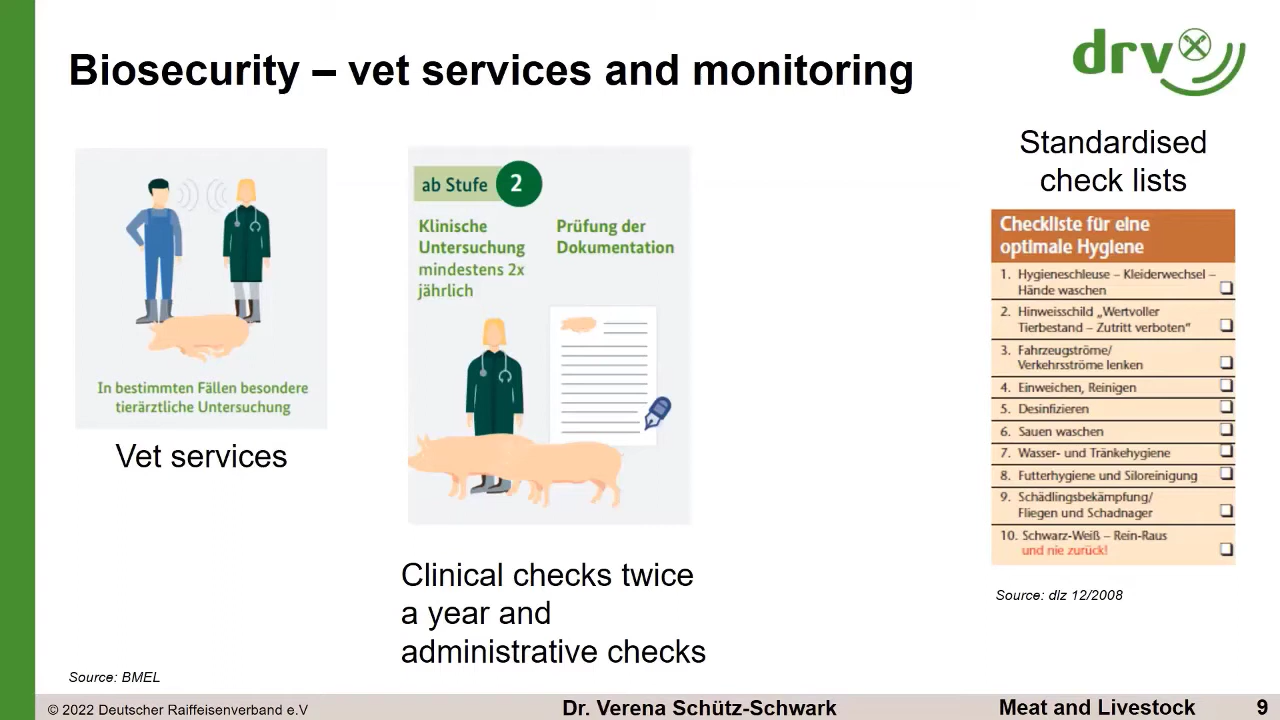 Biosecurity – vet services and monitoring
drv
In bestimmten Fällen besondere
tierärztliche Untersuchung
Vet services
ab Stufe 2
Klinische
Untersuchung
mindestens 2x
jährlich
Prüfung der
Dokumentation
Clinical checks twice
a year and
administrative checks
Standardised
check lists
Checkliste für eine
optimale Hygiene
1. Hygieneschleuse – Kleiderwechsel –
Hände waschen
2. Hinweisschild „Wertvoller
Tierbestand – Zutritt verboten“
3. Fahrzeugströme/
Verkehrsströme lenken
4. Einweichen, Reinigen
5. Desinfizieren
6. Sauen waschen
7. Wasser- und Tränkehygiene
8. Futterhygiene und Siloreinigung
9. Schädlingsbekämpfung/
Fliegen und Schadnager
10. Schwarz-Weiß – Rein-Raus
und nie zurück!
Source: dlz 12/2008
Source: BMEL
© 2022 Deutscher Raiffeisenverband e.V
Dr. Verena Schütz-Schwark
Meat and Livestock
9